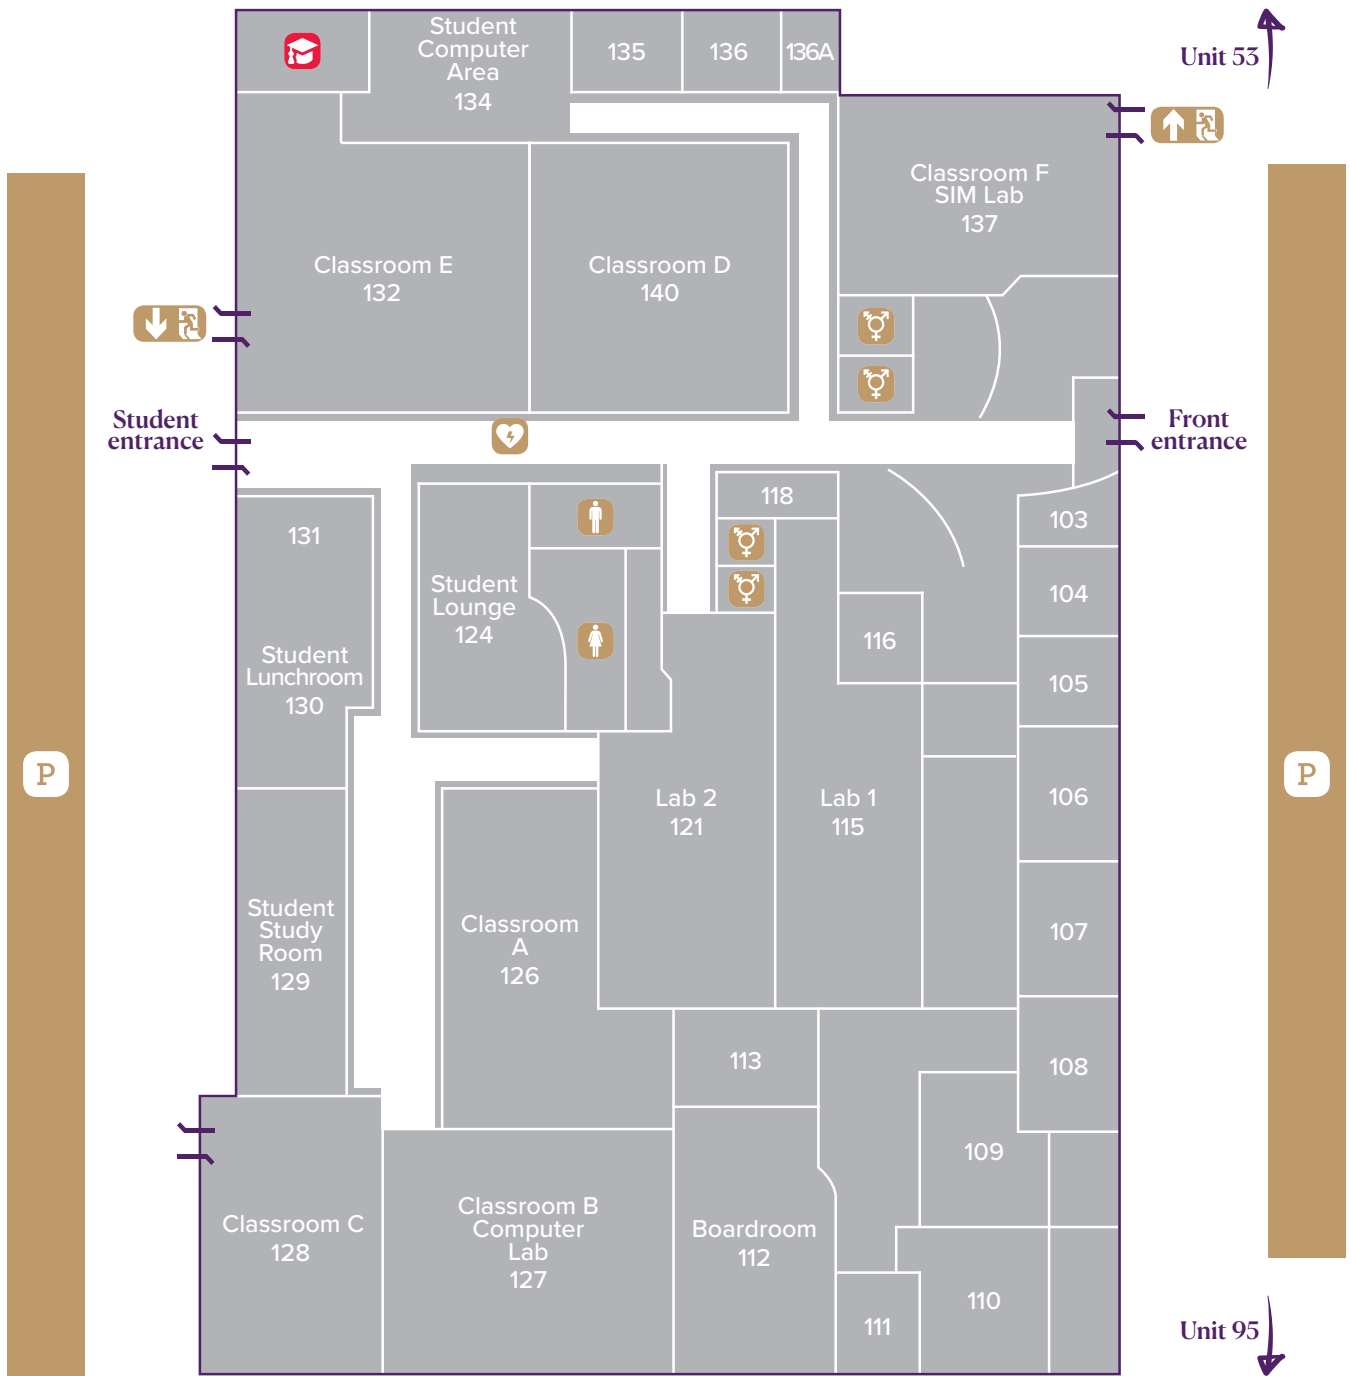 Student
Computer
Area
134
135
136
136A
Unit 53
Classroom F
SIM Lab
137
Classroom E
132
Classroom D
140
Student
entrance
Front
entrance
118
103
131
104
Student
Lounge
124
116
Student
Lunchroom
130
105
P
P
Lab 2
121
Lab 1
115
106
Student
Study
Room
129
Classroom
A
126
107
113
108
109
Classroom C
128
Classroom B
Computer
Lab
127
Boardroom
112
110
111
Unit 95